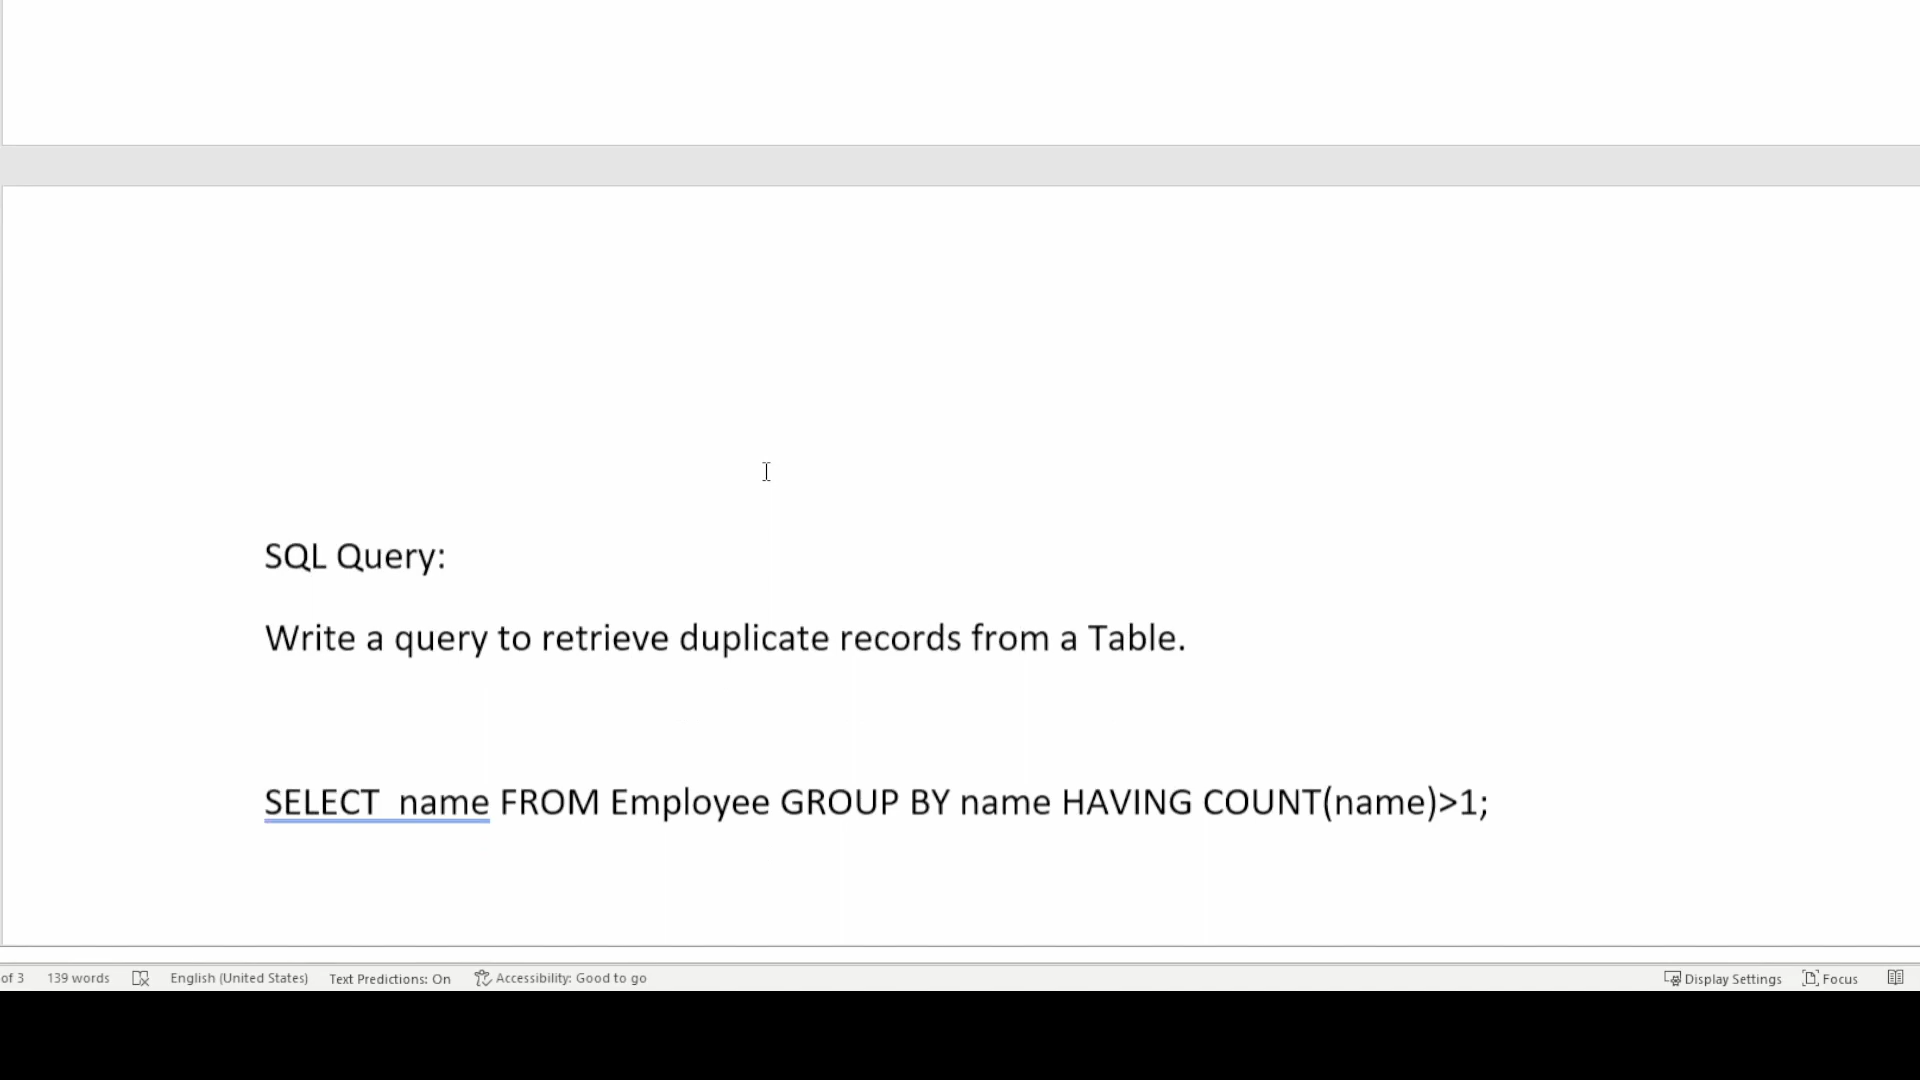 SQL Query:
Write a query to retrieve duplicate records from a Table.
SELECT  name FROM Employee GROUP BY name HAVING COUNT(name)>1;
of 3 139 words English (United States) Text Predictions: On Accessibility: Good to go Display Settings Focus